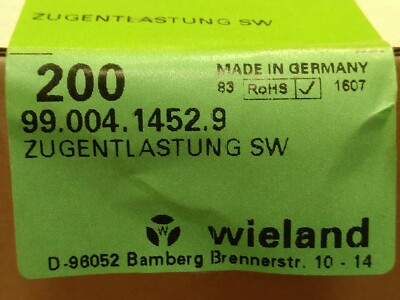 ZUGENTLASTUNG SW
200
MADE IN GERMANY
83 RoHS ✓ 1607
99.004.1452.9
ZUGENTLASTUNG SW
W wieland
D-96052 Bamberg Brennerstr. 10 - 14